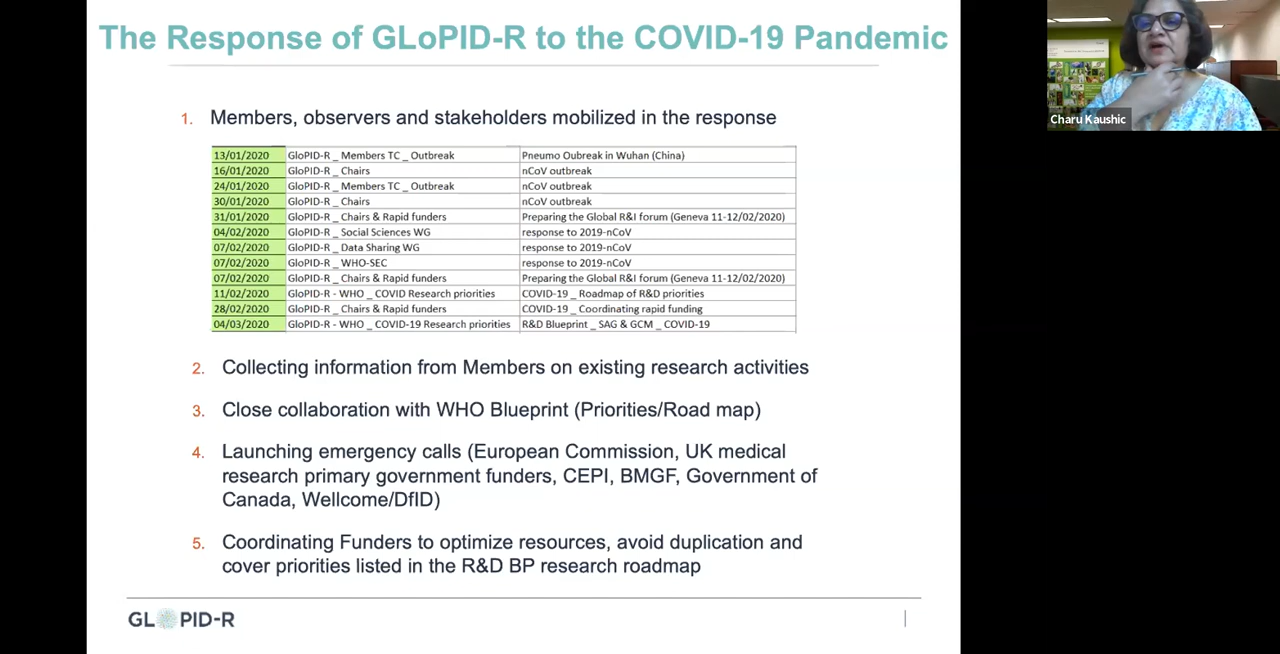 The Response of GLoPID-R to the COVID-19 Pandemic
Charu Kaushic
1. Members, observers and stakeholders mobilized in the response
13/01/2020 GloPID-R _ Members TC _ Outbreak Pneumo Oubreak in Wuhan (China)
16/01/2020 GloPID-R _ Chairs nCoV outbreak
24/01/2020 GloPID-R _ Members TC _ Outbreak nCoV outbreak
30/01/2020 GloPID-R _ Chairs nCoV outbreak
31/01/2020 GloPID-R _ Chairs & Rapid funders Preparing the Global R&I forum (Geneva 11-12/02/2020)
04/02/2020 GloPID-R _ Social Sciences WG response to 2019-nCoV
07/02/2020 GloPID-R _ Data Sharing WG response to 2019-nCoV
07/02/2020 GloPID-R _ WHO-SEC response to 2019-nCoV
07/02/2020 GloPID-R _ Chairs & Rapid funders Preparing the Global R&I forum (Geneva 11-12/02/2020)
11/02/2020 GloPID-R - WHO _ COVID Research priorities COVID-19 _ Roadmap of R&D priorities
28/02/2020 GloPID-R _ Chairs & Rapid funders COVID-19 _ Coordinating rapid funding
04/03/2020 GloPID-R - WHO _ COVID-19 Research priorities R&D Blueprint _ SAG & GCM _ COVID-19
2. Collecting information from Members on existing research activities
3. Close collaboration with WHO Blueprint (Priorities/Road map)
4. Launching emergency calls (European Commission, UK medical
research primary government funders, CEPI, BMGF, Government of
Canada, Wellcome/DfID)
5. Coordinating Funders to optimize resources, avoid duplication and
cover priorities listed in the R&D BP research roadmap
GLOPID-R